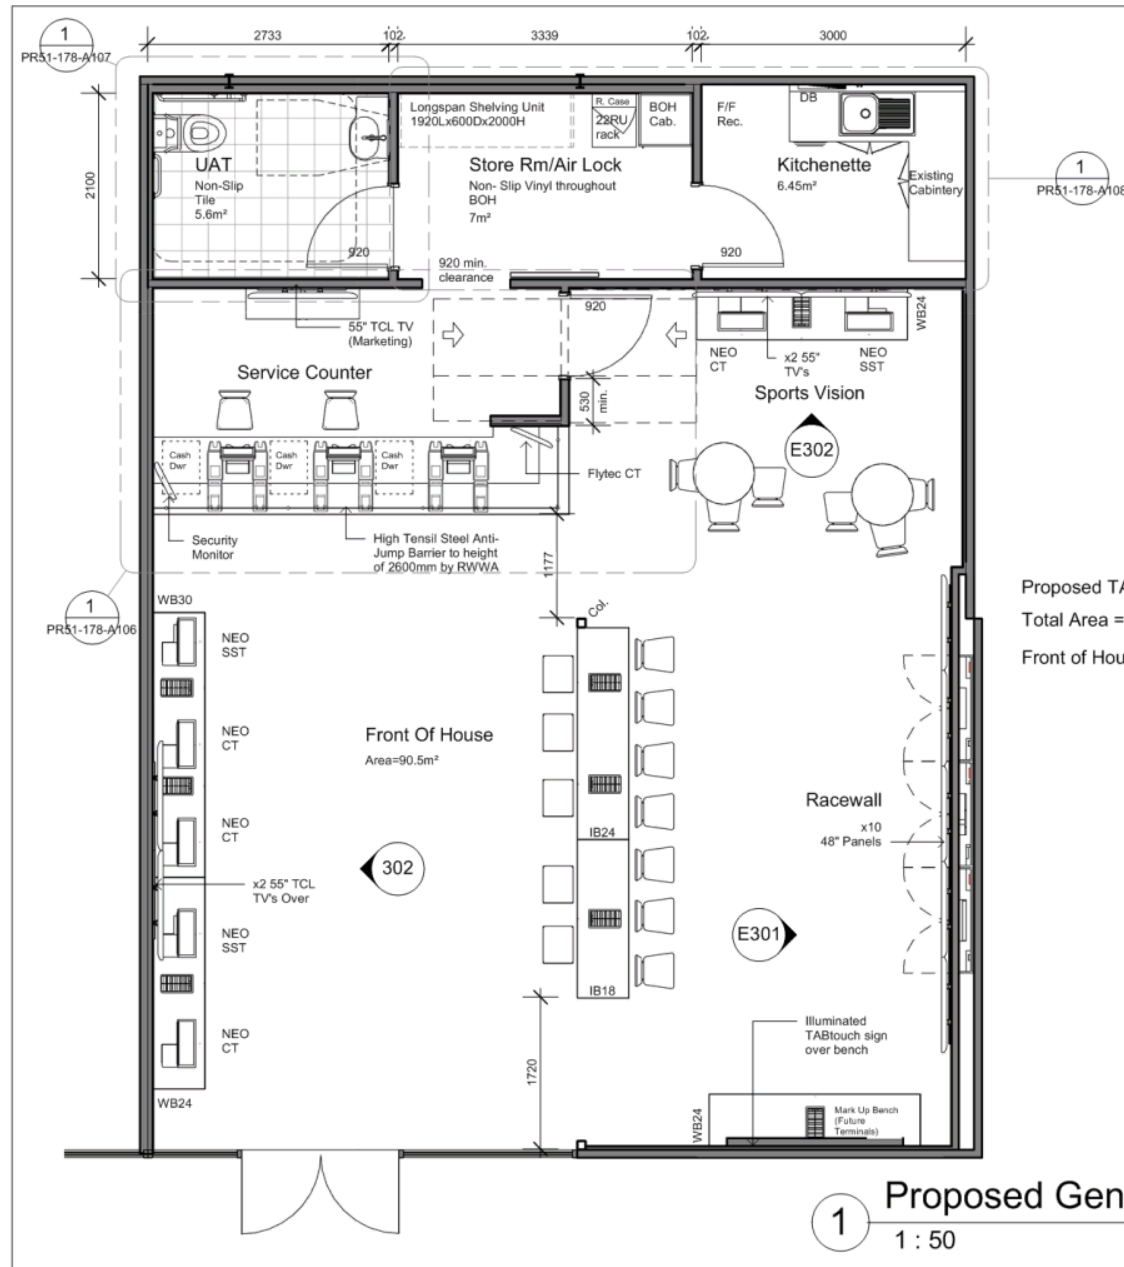 1
PR51-178-A107
2733
102
3339
102
3000
2100
UAT
Non-Slip
Tile
5.6m²
920
Longspan Shelving Unit
1920Lx600Dx2000H
R. Case
22RU
rack
BOH
Cab.
Store Rm/Air Lock
Non- Slip Vinyl throughout
BOH
7m²
F/F
Rec.
DB
Kitchenette
6.45m²
Existing
Cabintery
920
1
PR51-178-A108
920 min.
clearance
55" TCL TV
(Marketing)
920
Service Counter
530
min.
NEO
CT
x2 55"
TV's
NEO
SST
WB24
Sports Vision
E302
Cash
Dwr
Cash
Dwr
Cash
Dwr
Flytec CT
Security
Monitor
High Tensil Steel Anti-
Jump Barrier to height
of 2600mm by RWWA
1177
1
PR51-178-A106
WB30
Col.
NEO
SST
NEO
CT
NEO
CT
x2 55" TCL
TV's Over
NEO
SST
NEO
CT
WB24
Front Of House
Area=90.5m²
302
IB24
IB18
1720
Racewall
x10
48" Panels
E301
Illuminated
TABtouch sign
over bench
WB24
Mark Up Bench
(Future
Terminals)
Proposed TA
Total Area =
Front of Hou
1
Proposed Gen
1 : 50